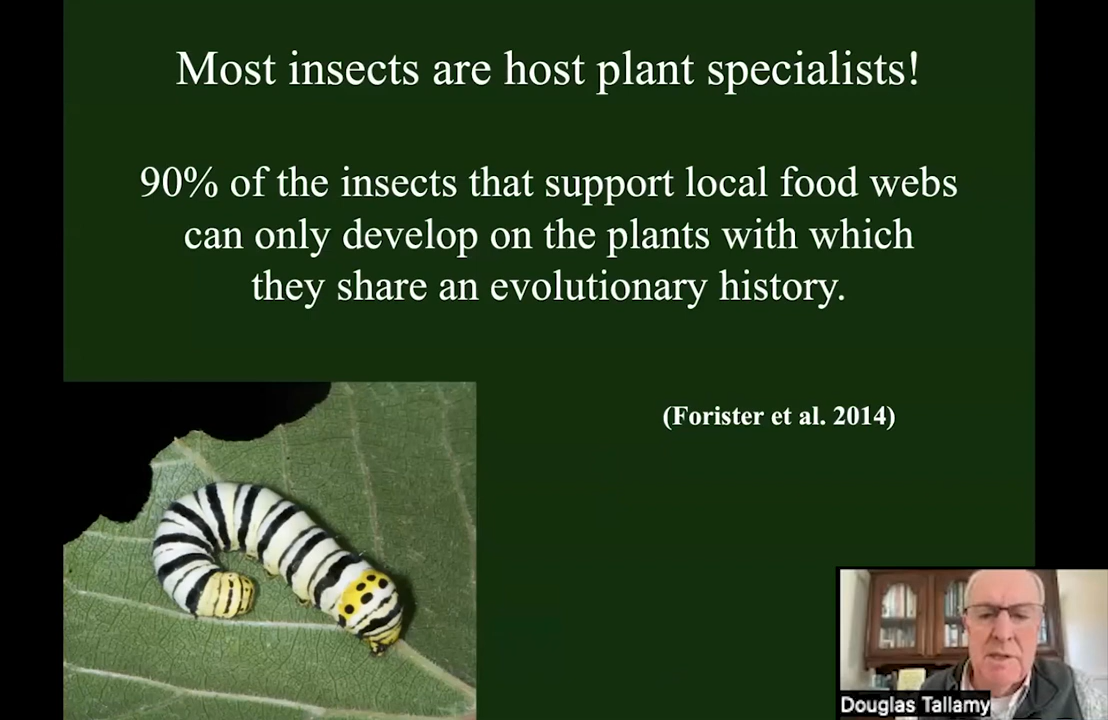 Most insects are host plant specialists!
90% of the insects that support local food webs
can only develop on the plants with which
they share an evolutionary history.
(Forister et al. 2014)
Douglas Tallamy